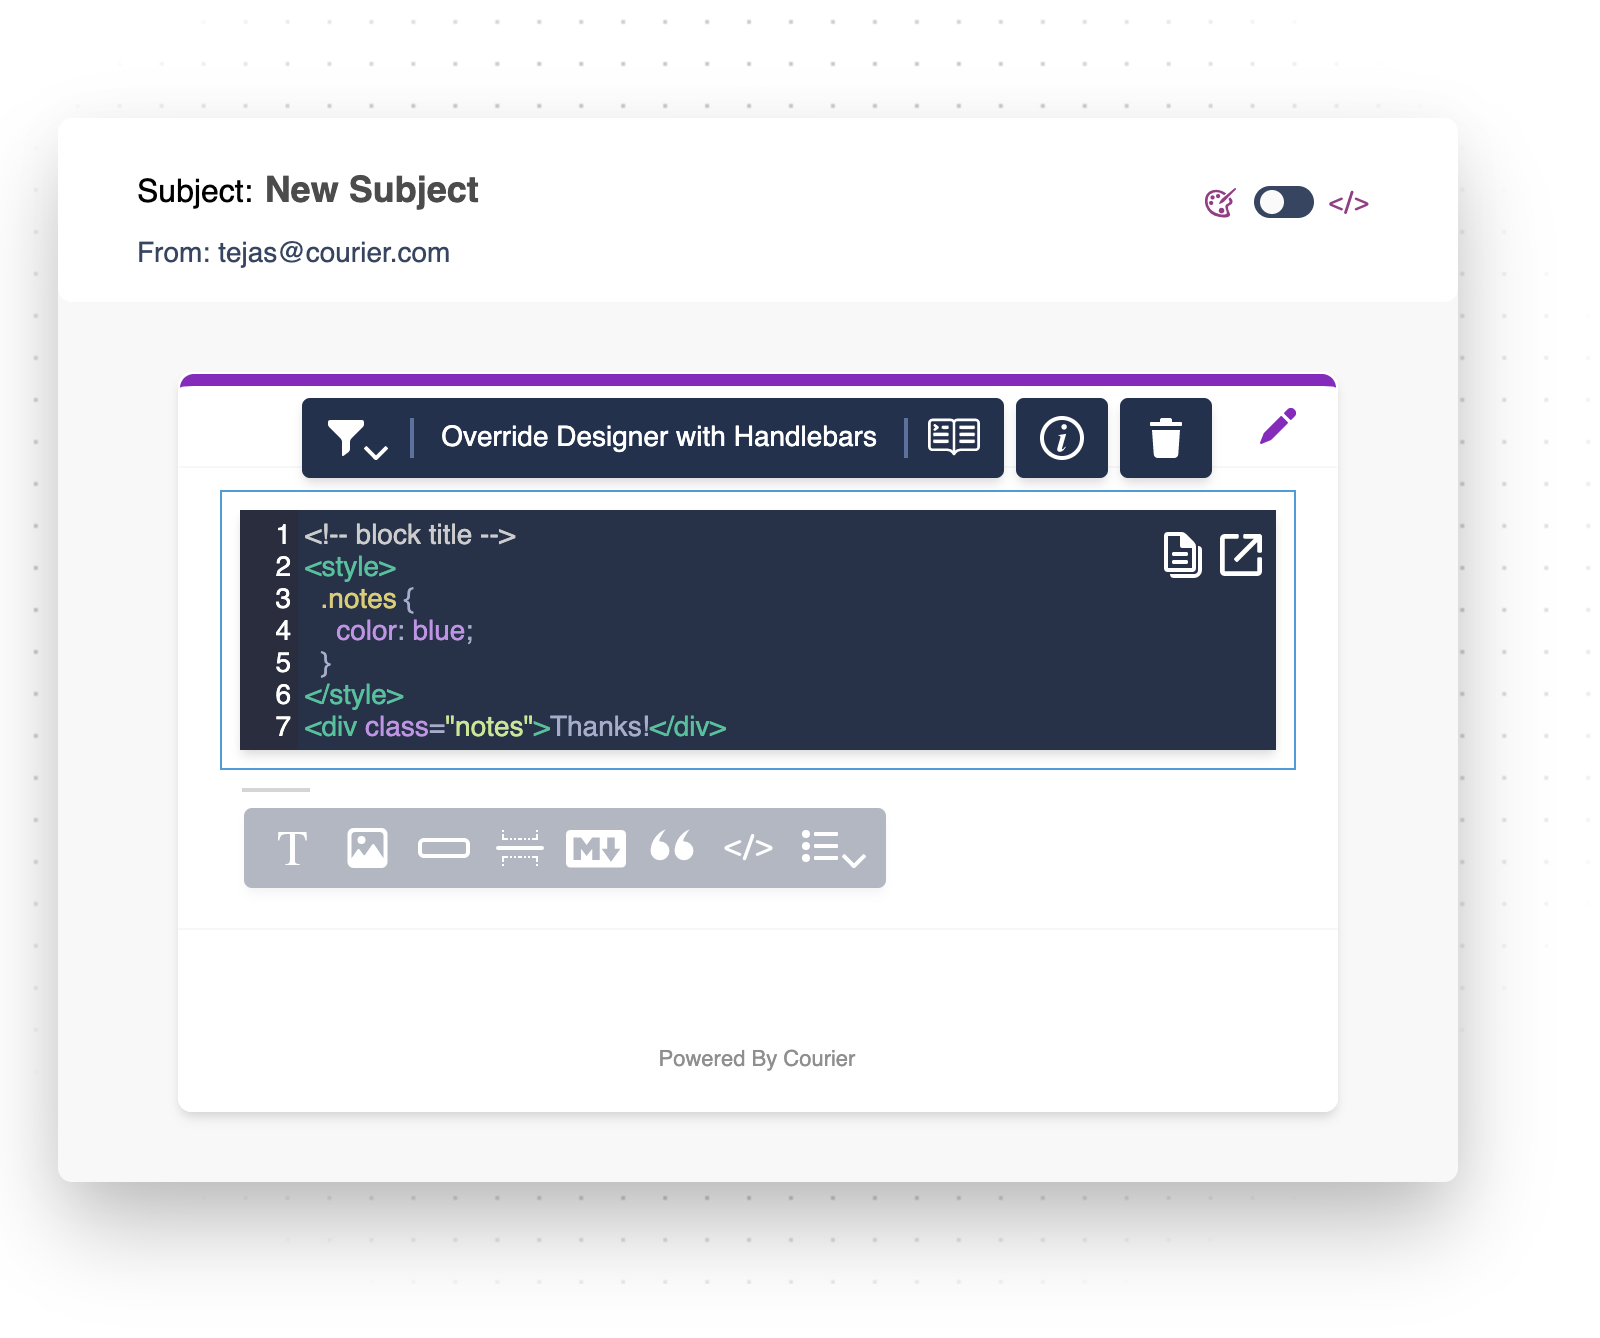 Subject: New Subject
</>
From: tejas@courier.com
Override Designer with Handlebars
i
1 <!-- block title -->
2 <style>
3 .notes {
4 color: blue;
5 }
6 </style>
7 <div class="notes">Thanks!</div>
T M </>
Powered By Courier